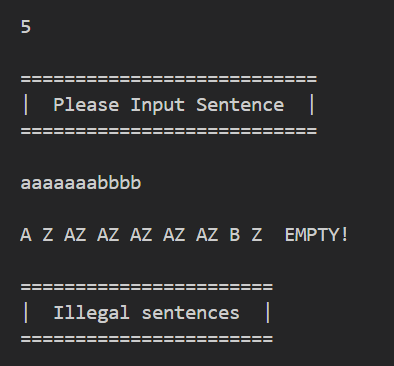 5
===========================
|  Please Input Sentence  |
===========================
aaaaaaabbbb
A Z AZ AZ AZ AZ AZ B Z  EMPTY!
=======================
|  Illegal sentences  |
=======================